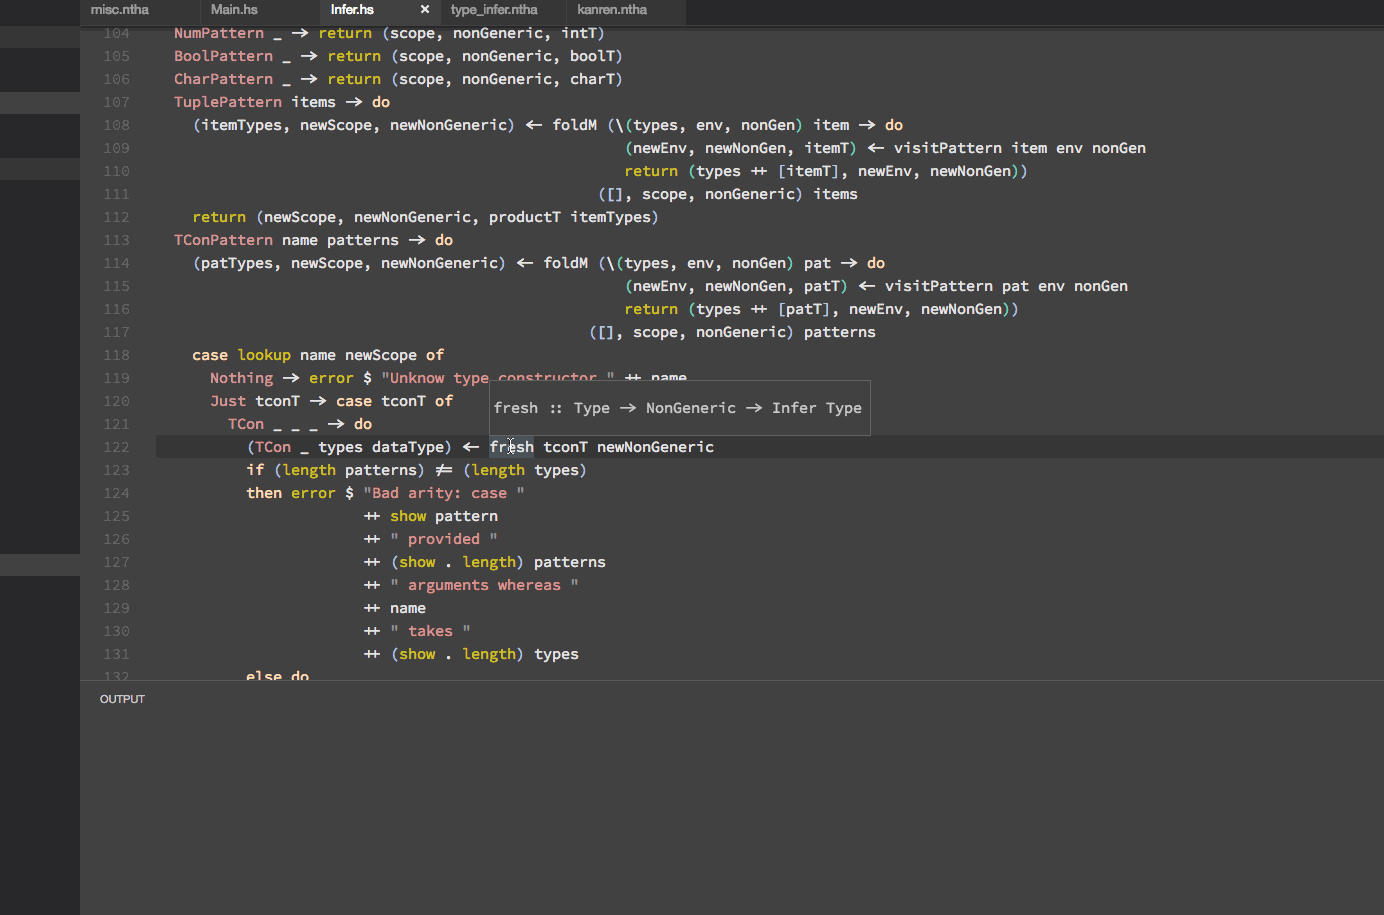 misc.ntha Main.hs Infer.hs × type_infer.ntha kanren.ntha
104 NumPattern _ → return (scope, nonGeneric, intT)
105 BoolPattern _ → return (scope, nonGeneric, boolT)
106 CharPattern _ → return (scope, nonGeneric, charT)
107 TuplePattern items → do
108 (itemTypes, newScope, newNonGeneric) ← foldM (\(types, env, nonGen) item → do
109 (newEnv, newNonGen, itemT) ← visitPattern item env nonGen
110 return (types ++ [itemT], newEnv, newNonGen))
111 ([], scope, nonGeneric) items
112 return (newScope, newNonGeneric, productT itemTypes)
113 TConPattern name patterns → do
114 (patTypes, newScope, newNonGeneric) ← foldM (\(types, env, nonGen) pat → do
115 (newEnv, newNonGen, patT) ← visitPattern pat env nonGen
116 return (types ++ [patT], newEnv, newNonGen))
117 ([], scope, nonGeneric) patterns
118 case lookup name newScope of
119 Nothing → error $ "Unknow type constructor " ++ name
120 Just tconT → case tconT of
fresh :: Type → NonGeneric → Infer Type
121 TCon _ _ _ → do
122 (TCon _ types dataType) ← fresh tconT newNonGeneric
123 if (length patterns) ≠ (length types)
124 then error $ "Bad arity: case "
125 ++ show pattern
126 ++ " provided "
127 ++ (show . length) patterns
128 ++ " arguments whereas "
129 ++ name
130 ++ " takes "
131 ++ (show . length) types
132 else do
OUTPUT